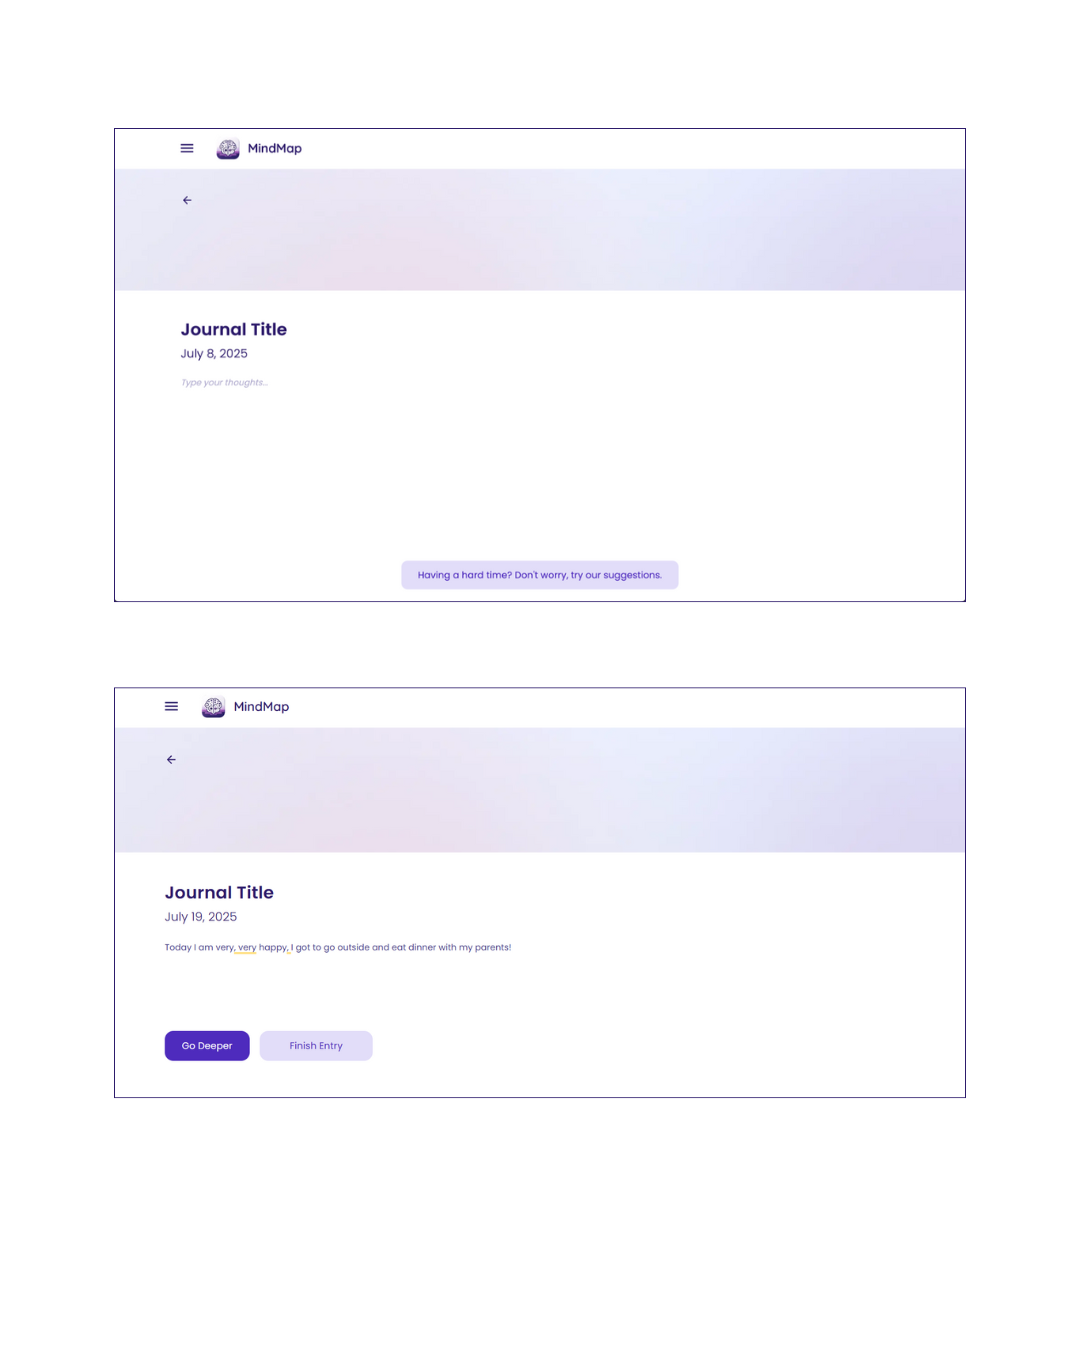 MindMap
Journal Title
July 8, 2025
Type your thoughts...
Having a hard time? Don't worry, try our suggestions.
MindMap
Journal Title
July 19, 2025
Today I am very, very happy, I got to go outside and eat dinner with my parents!
Go Deeper
Finish Entry